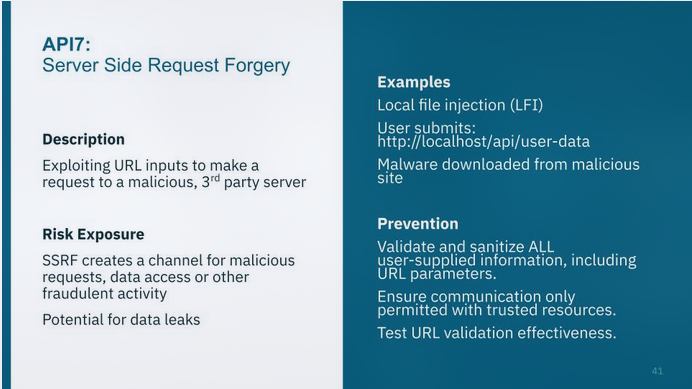 API7:
Server Side Request Forgery
Description
Exploiting URL inputs to make a
request to a malicious, 3rd party server
Risk Exposure
SSRF creates a channel for malicious
requests, data access or other
fraudulent activity
Potential for data leaks
Examples
Local file injection (LFI)
User submits:
http://localhost/api/user-data
Malware downloaded from malicious
site
Prevention
Validate and sanitize ALL
user-supplied information, including
URL parameters.
Ensure communication only
permitted with trusted resources.
Test URL validation effectiveness.
41